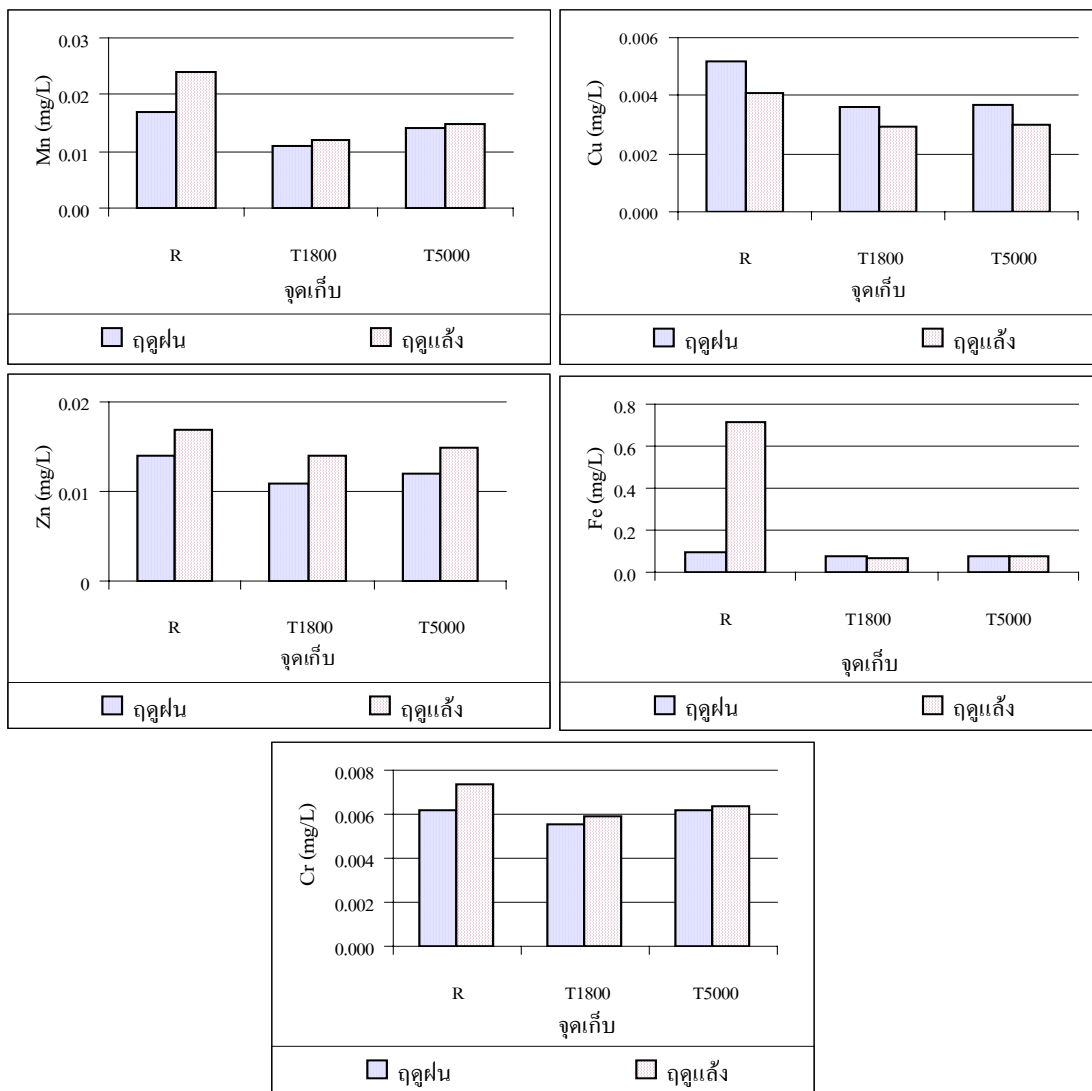 0.03
0.02
0.01
0.00
Mn (mg/L)
R T1800 T5000
จุดเก็บ
ฤดูฝน ฤดูแล้ง
0.006
0.004
0.002
0.000
Cu (mg/L)
R T1800 T5000
จุดเก็บ
ฤดูฝน ฤดูแล้ง
0.02
0.01
0
Zn (mg/L)
R T1800 T5000
จุดเก็บ
ฤดูฝน ฤดูแล้ง
0.8
0.6
0.4
0.2
0.0
Fe (mg/L)
R T1800 T5000
จุดเก็บ
ฤดูฝน ฤดูแล้ง
0.008
0.006
0.004
0.002
0.000
Cr (mg/L)
R T1800 T5000
จุดเก็บ
ฤดูฝน ฤดูแล้ง